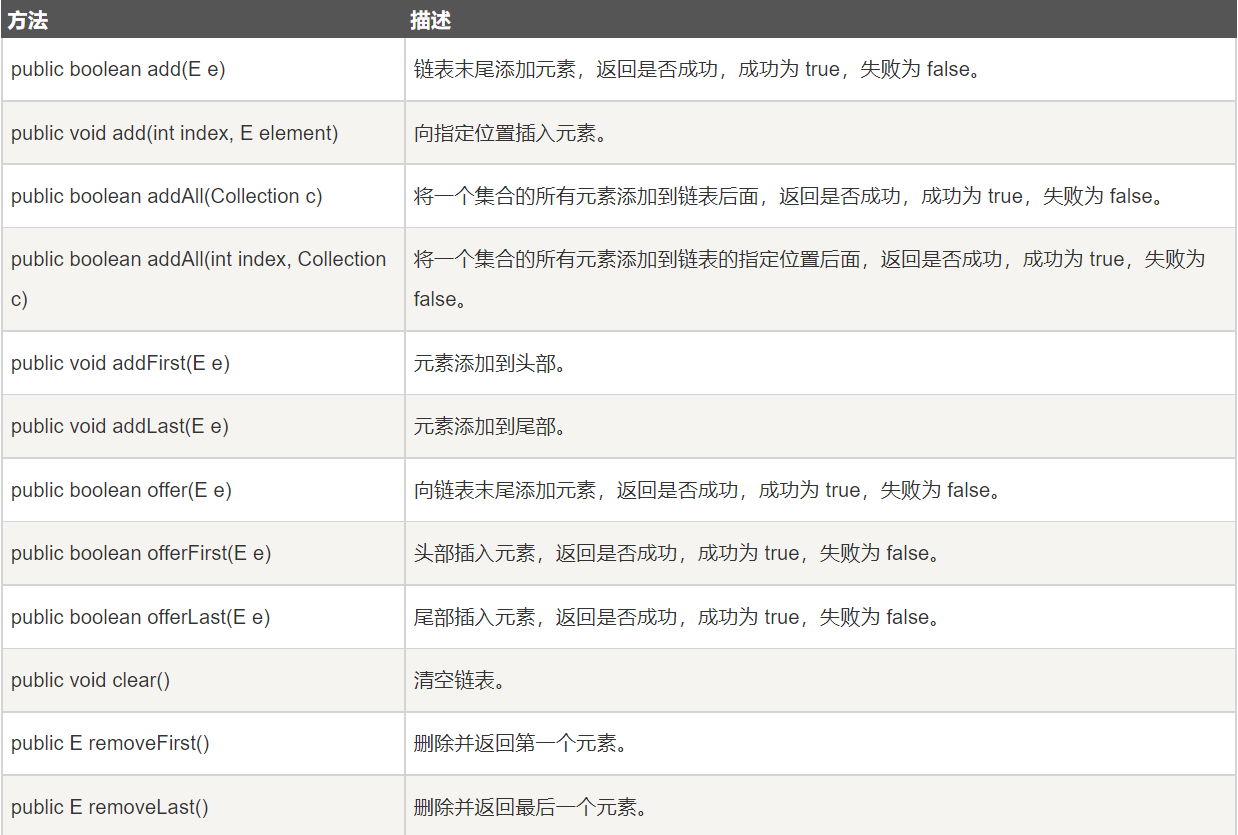 方法 描述
public boolean add(E e) 链表末尾添加元素，返回是否成功，成功为 true，失败为 false。
public void add(int index, E element) 向指定位置插入元素。
public boolean addAll(Collection c) 将一个集合的所有元素添加到链表后面，返回是否成功，成功为 true，失败为 false。
public boolean addAll(int index, Collection
c)
将一个集合的所有元素添加到链表的指定位置后面，返回是否成功，成功为 true，失败为
false。
public void addFirst(E e) 元素添加到头部。
public void addLast(E e) 元素添加到尾部。
public boolean offer(E e) 向链表末尾添加元素，返回是否成功，成功为 true，失败为 false。
public boolean offerFirst(E e) 头部插入元素，返回是否成功，成功为 true，失败为 false。
public boolean offerLast(E e) 尾部插入元素，返回是否成功，成功为 true，失败为 false。
public void clear() 清空链表。
public E removeFirst() 删除并返回第一个元素。
public E removeLast() 删除并返回最后一个元素。